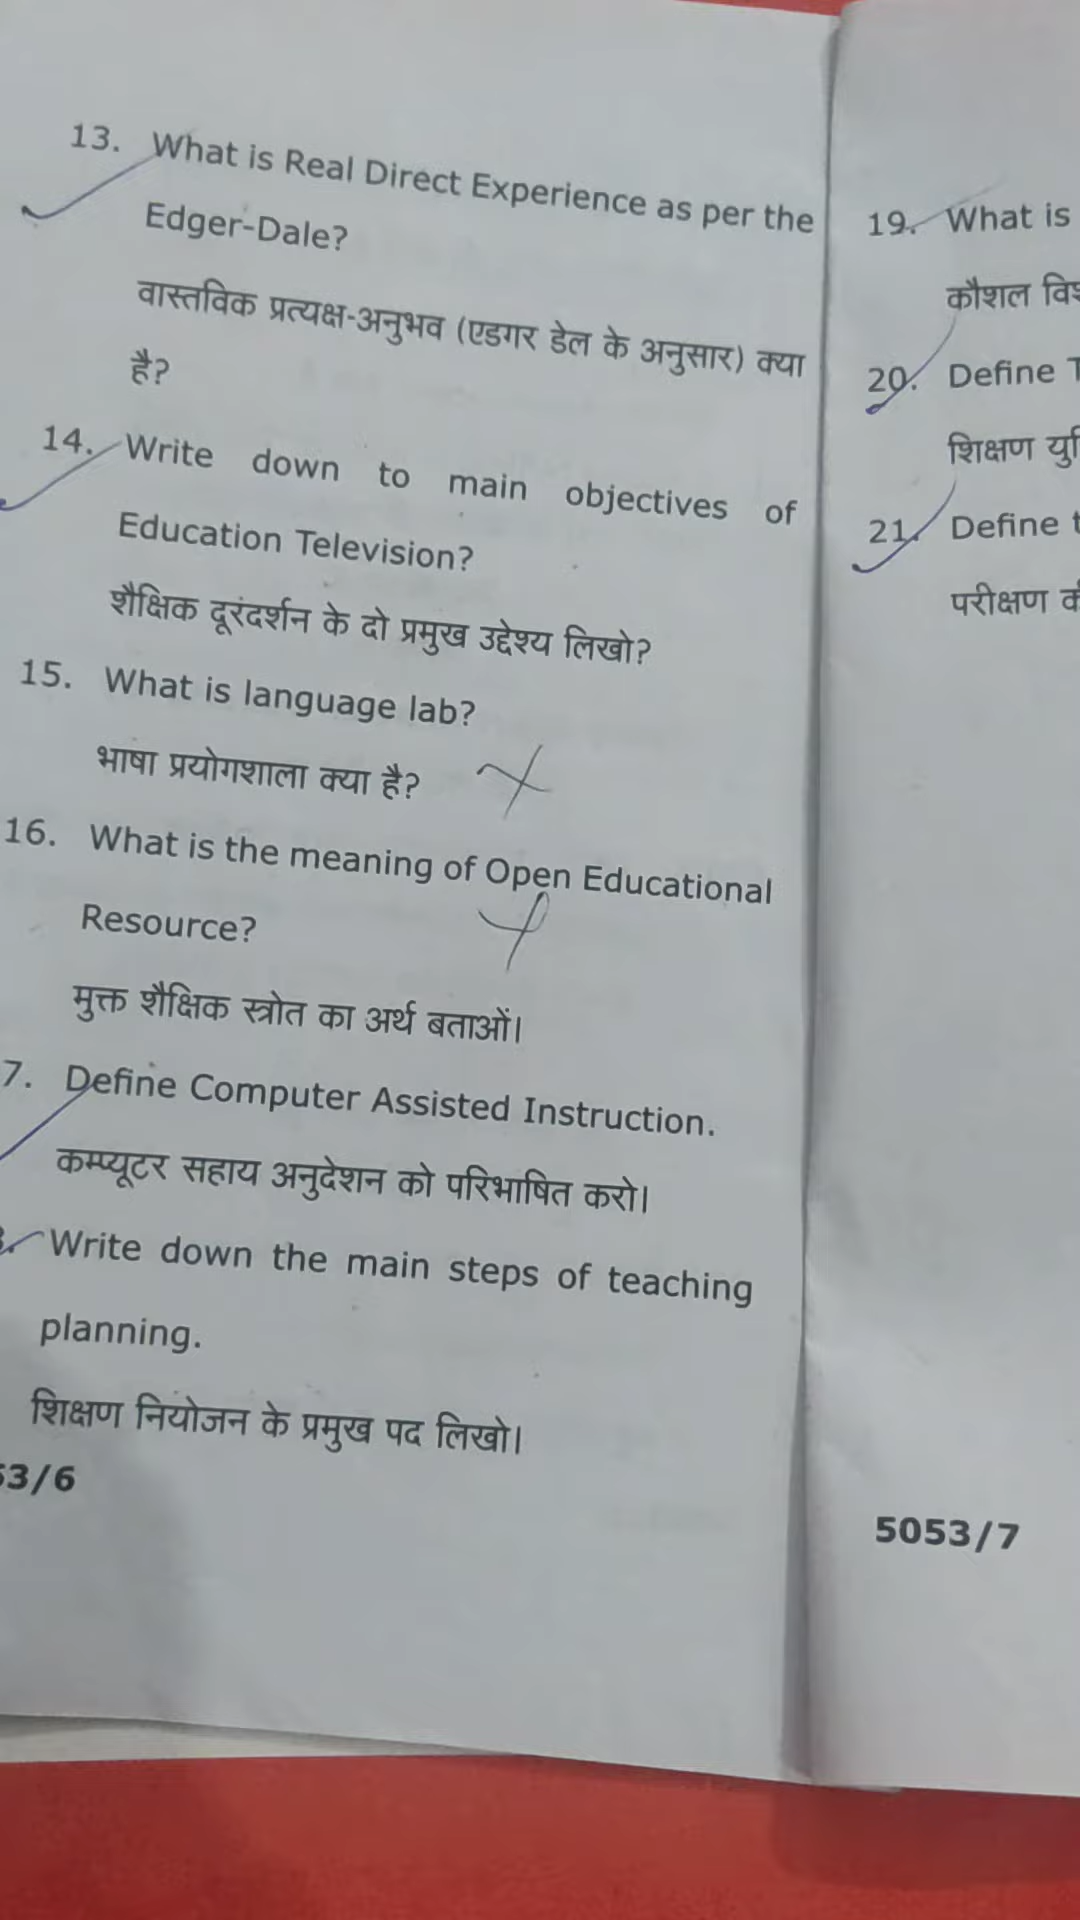 13. What is Real Direct Experience as per the
Edger-Dale?
वास्तविक प्रत्यक्ष-अनुभव (एडगर डेल के अनुसार) क्या
है?
14. Write down to main objectives of
Education Television?
शैक्षिक दूरंदर्शन के दो प्रमुख उद्देश्य लिखो?
15. What is language lab?
भाषा प्रयोगशाला क्या है?
16. What is the meaning of Open Educational
Resource?
मुक्त शैक्षिक स्त्रोत का अर्थ बताओं।
7. Define Computer Assisted Instruction.
कम्प्यूटर सहाय अनुदेशन को परिभाषित करो।
Write down the main steps of teaching
planning.
शिक्षण नियोजन के प्रमुख पद लिखो।
53/6
19. What is
कौशल
20. Define
शिक्षण
21. Define
परीक्षण
5053/7